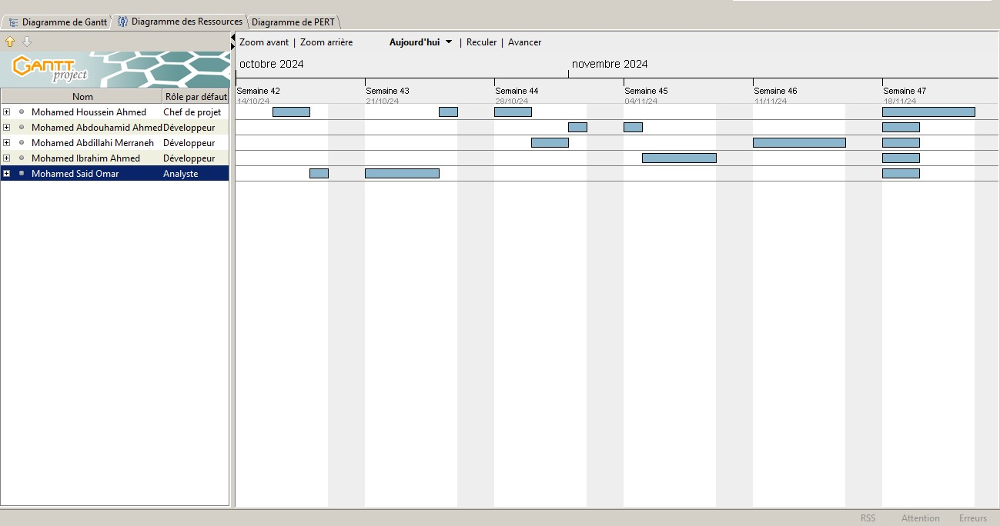 Diagramme de Gantt
Diagramme des Ressources
Diagramme de PERT
Zoom avant | Zoom arrière
Aujourd'hui
| Reculer | Avancer
GANTT
project
octobre 2024
novembre 2024
Nom
Rôle par défaut
Semaine 42
Semaine 43
Semaine 44
Semaine 45
Semaine 46
Semaine 47
14/10/24
21/10/24
28/10/24
04/11/24
11/11/24
18/11/24
Mohamed Houssein Ahmed Chef de projet
Mohamed Abdouhamid Ahmed Développeur
Mohamed Abdillahi Merraneh Développeur
Mohamed Ibrahim Ahmed Développeur
Mohamed Said Omar Analyste
RSS
Attention
Erreurs